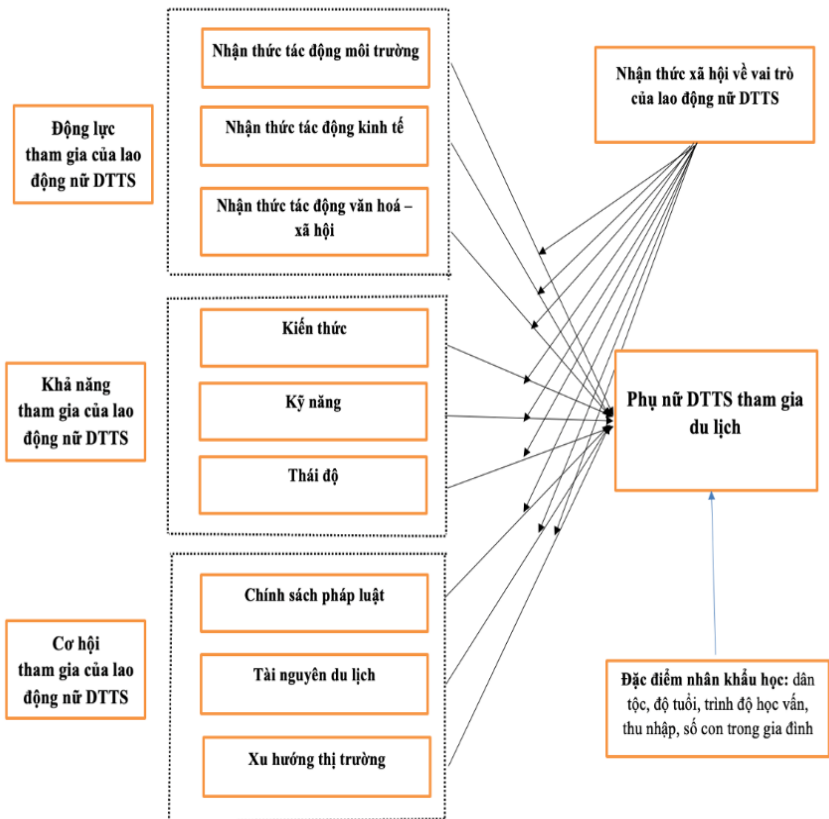 Động lực
tham gia của lao
động nữ DTTS
Nhận thức tác động môi trường
Nhận thức tác động kinh tế
Nhận thức tác động văn hoá –
xã hội
Khả năng
tham gia của lao
động nữ DTTS
Kiến thức
Kỹ năng
Thái độ
Cơ hội
tham gia của lao
động nữ DTTS
Chính sách pháp luật
Tài nguyên du lịch
Xu hướng thị trường
Nhận thức xã hội về vai trò
của lao động nữ DTTS
Phụ nữ DTTS tham gia
du lịch
Đặc điểm nhân khẩu học: dân
tộc, độ tuổi, trình độ học vấn,
thu nhập, số con trong gia đình